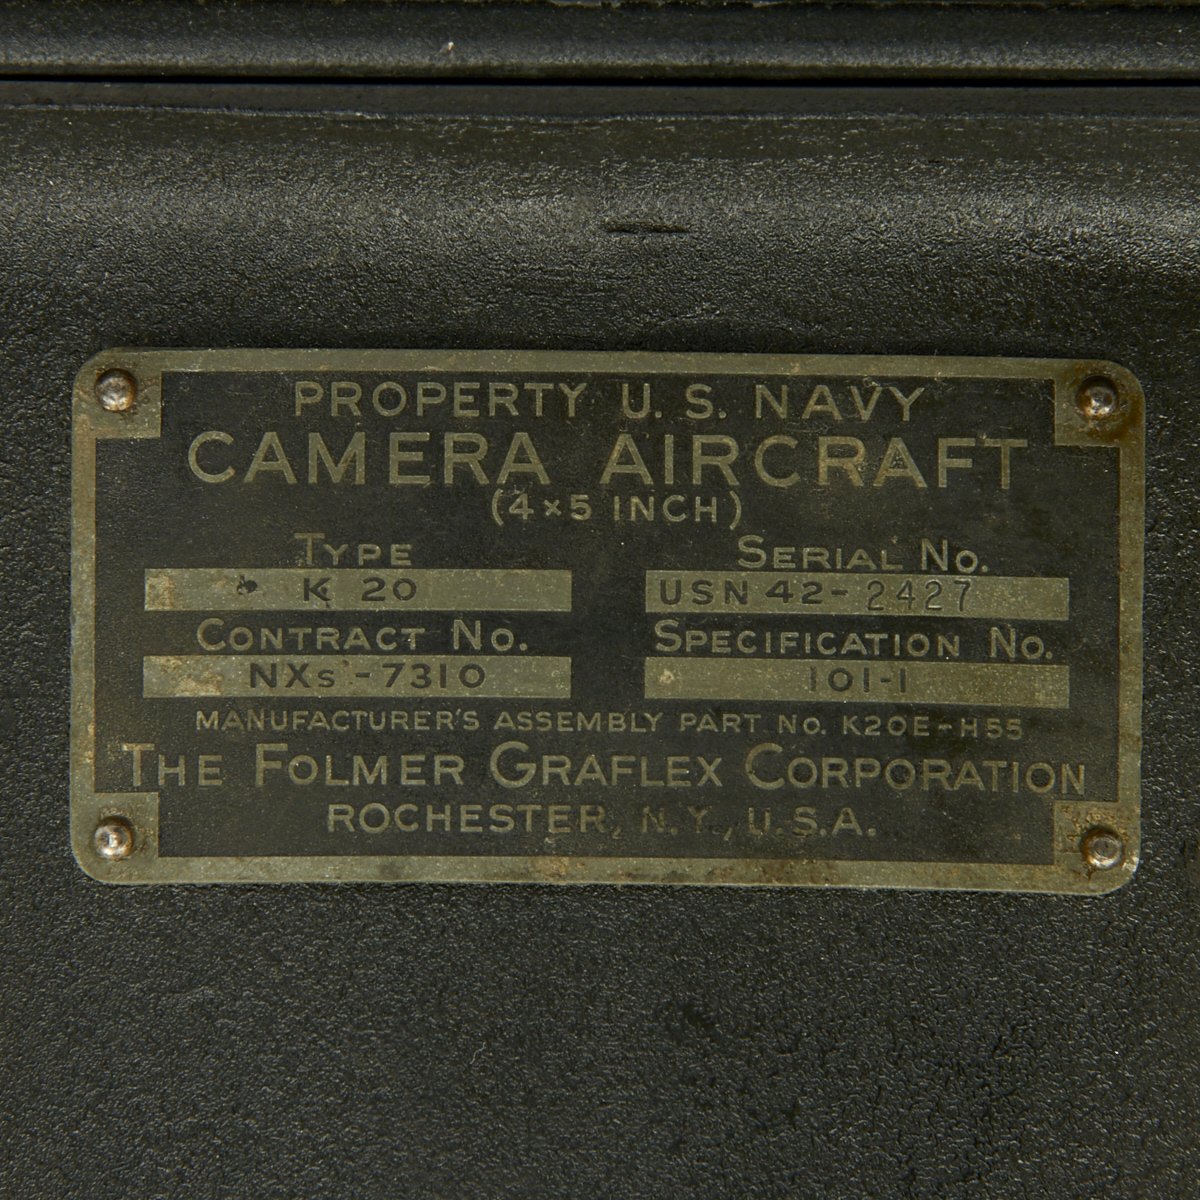 PROPERTY U. S. NAVY
CAMERA AIRCRAFT
(4×5 INCH)
TYPE SERIAL NO.
K 20 USN 42-2427
CONTRACT NO. SPECIFICATION NO.
NXs-7310 101-1
MANUFACTURER'S ASSEMBLY PART NO. K20E-H55
THE FOLMER GRAFLEX CORPORATION
ROCHESTER, N.Y., U.S.A.